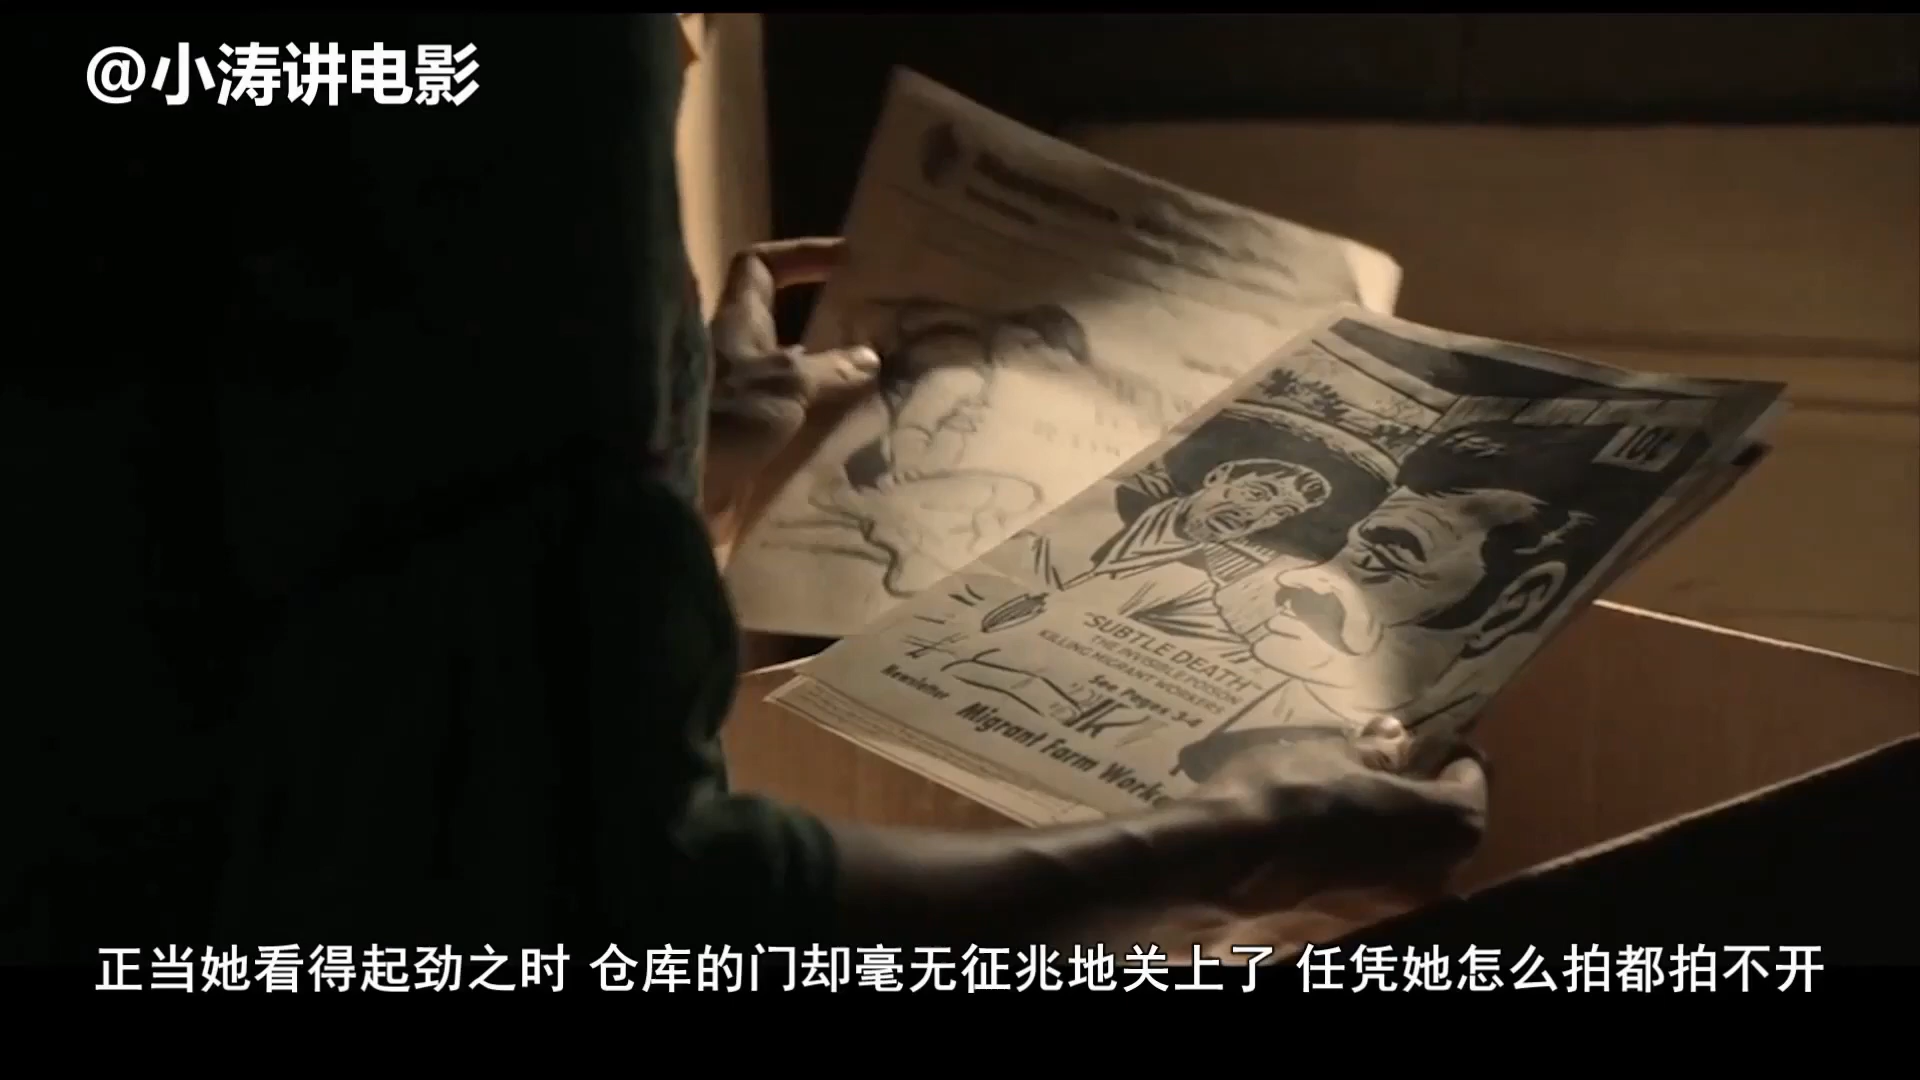 @小涛讲电影
10¢
"SUBTLE DEATH"
THE INVISIBLE POISON
KILLING MIGRANT WORKERS
See Pages 3-4
Newsletter
Migrant Farm Worke
正当她看得起劲之时 仓库的门却毫无征兆地关上了 任凭她怎么拍都拍不开